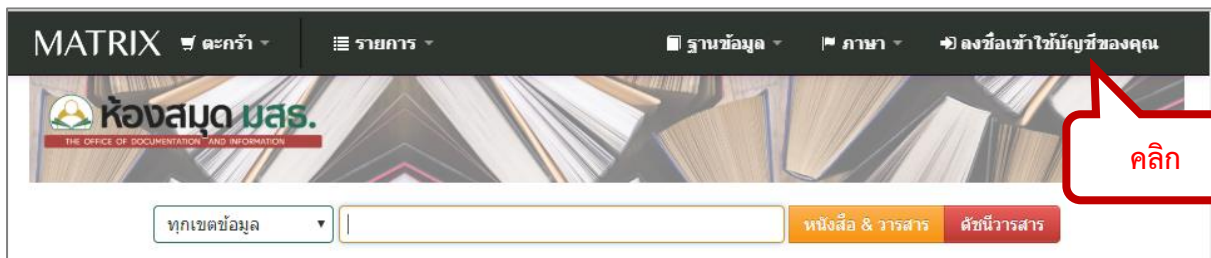 MATRIX ตะกร้า รายการ ฐานข้อมูล ภาษา ลงชื่อเข้าใช้บัญชีของคุณ
ห้องสมุด มสธ.
THE OFFICE OF DOCUMENTATION AND INFORMATION
คลิก
ทุกเขตข้อมูล หนังสือ & วารสาร ดัชนีวารสาร